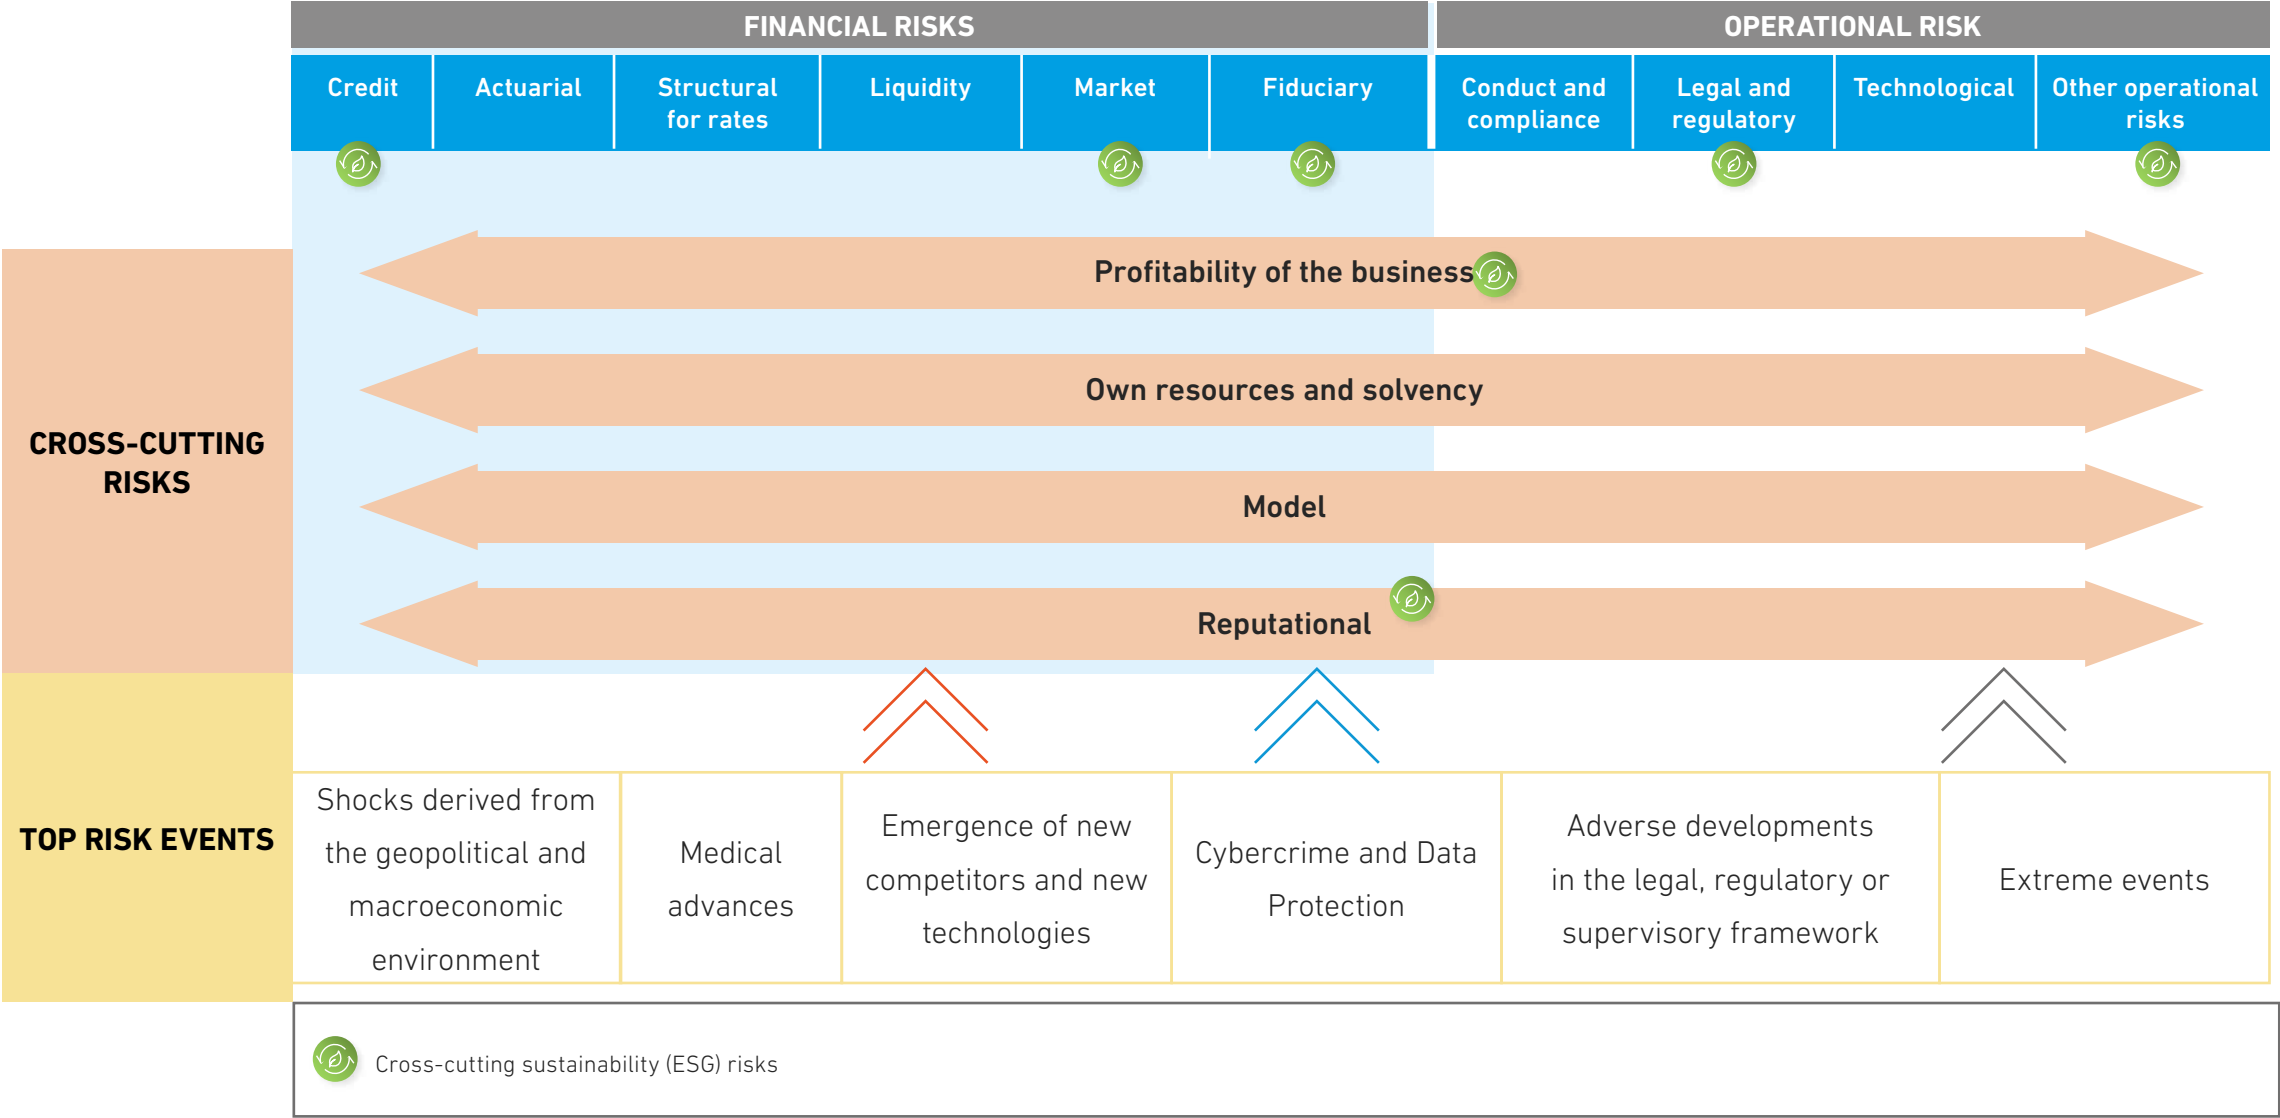 FINANCIAL RISKS
OPERATIONAL RISK
Credit
Actuarial
Structural
for rates
Liquidity
Market
Fiduciary
Conduct and
compliance
Legal and
regulatory
Technological
Other operational
risks
CROSS-CUTTING
RISKS
Profitability of the business
Own resources and solvency
Model
Reputational
TOP RISK EVENTS
Shocks derived from
the geopolitical and
macroeconomic
environment
Medical
advances
Emergence of new
competitors and new
technologies
Cybercrime and Data
Protection
Adverse developments
in the legal, regulatory or
supervisory framework
Extreme events
Cross-cutting sustainability (ESG) risks